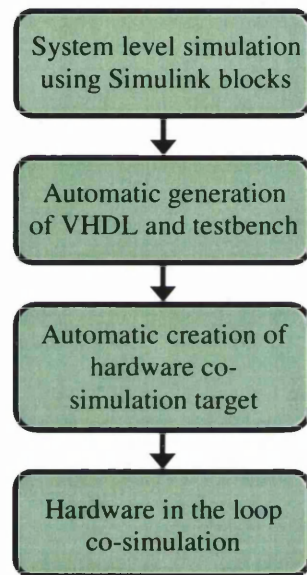 System level simulation
using Simulink blocks
Automatic generation
of VHDL and testbench
Automatic creation of
hardware co-
simulation target
Hardware in the loop
co-simulation